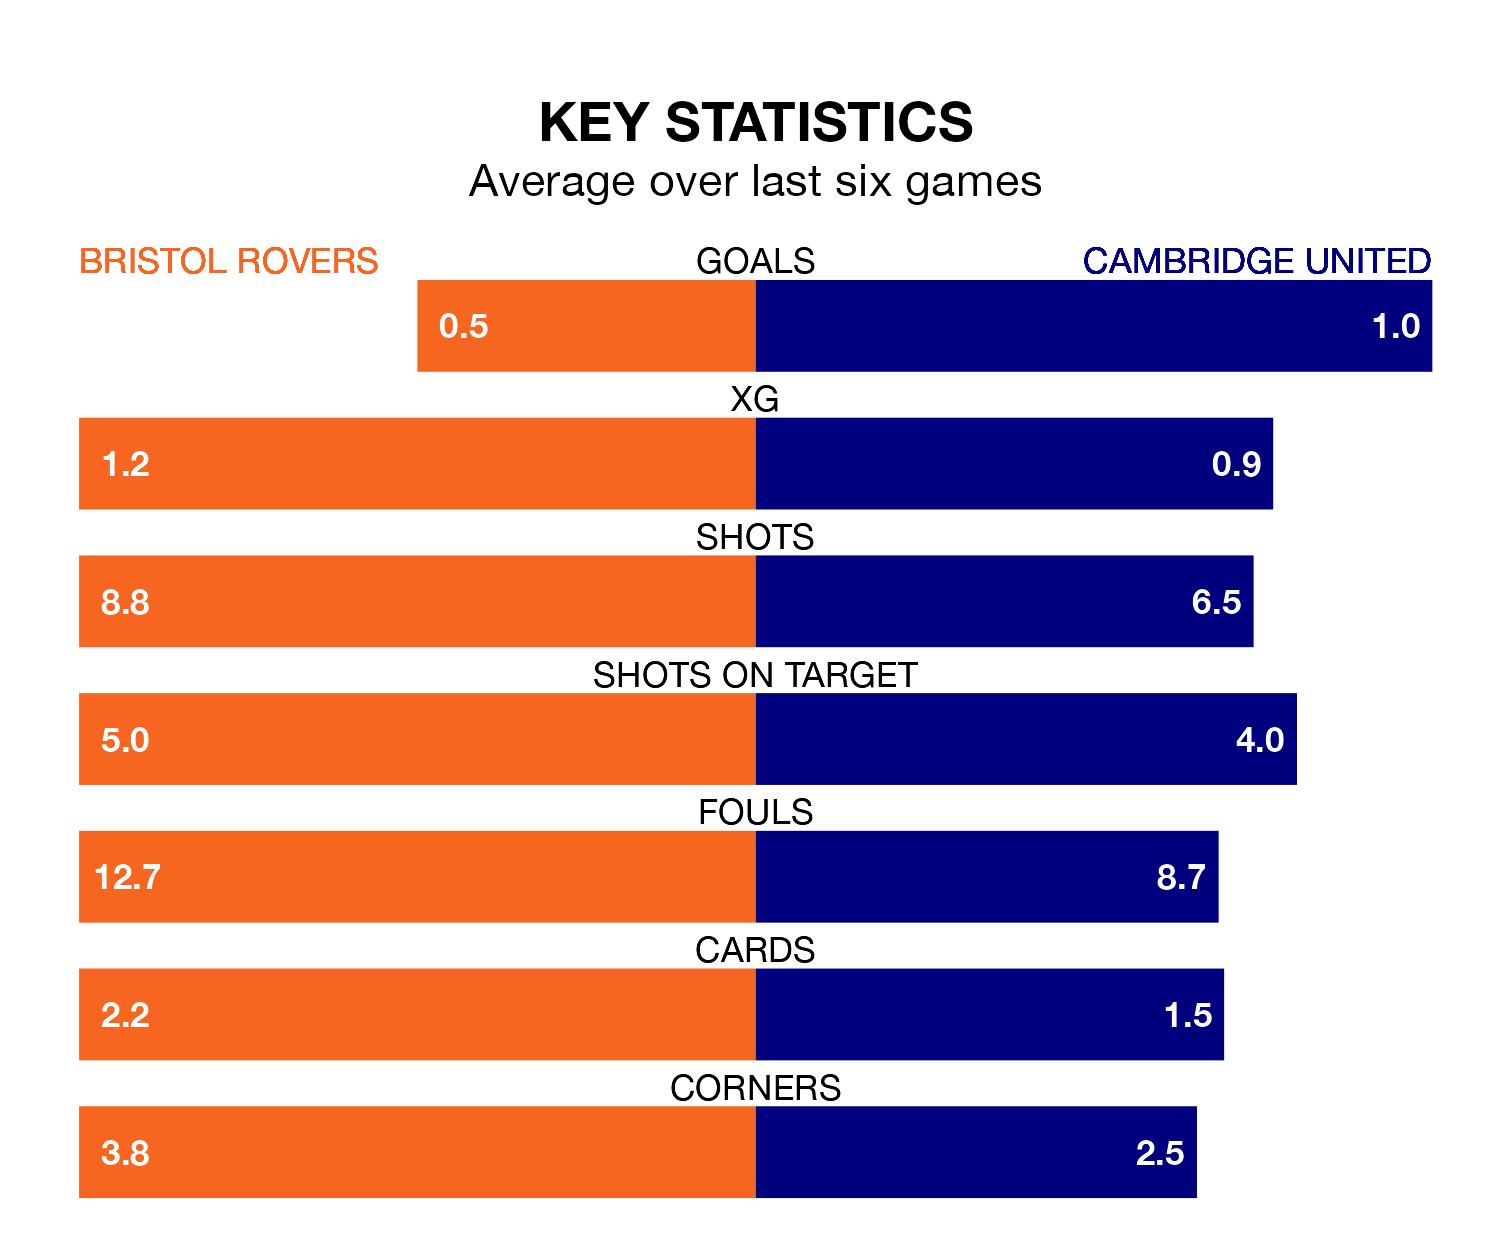 KEY STATISTICS
Average over last six games
BRISTOL ROVERS GOALS CAMBRIDGE UNITED
0.5 1.0
XG
1.2 0.9
SHOTS
8.8 6.5
SHOTS ON TARGET
5.0 4.0
FOULS
12.7 8.7
CARDS
2.2 1.5
CORNERS
3.8 2.5